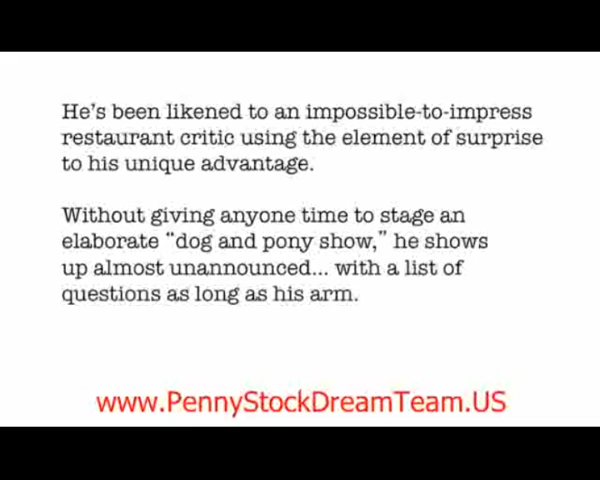 He's been likened to an impossible-to-impress
restaurant critic using the element of surprise
to his unique advantage.
Without giving anyone time to stage an
elaborate “dog and pony show,” he shows
up almost unannounced... with a list of
questions as long as his arm.
www.PennyStockDreamTeam.US